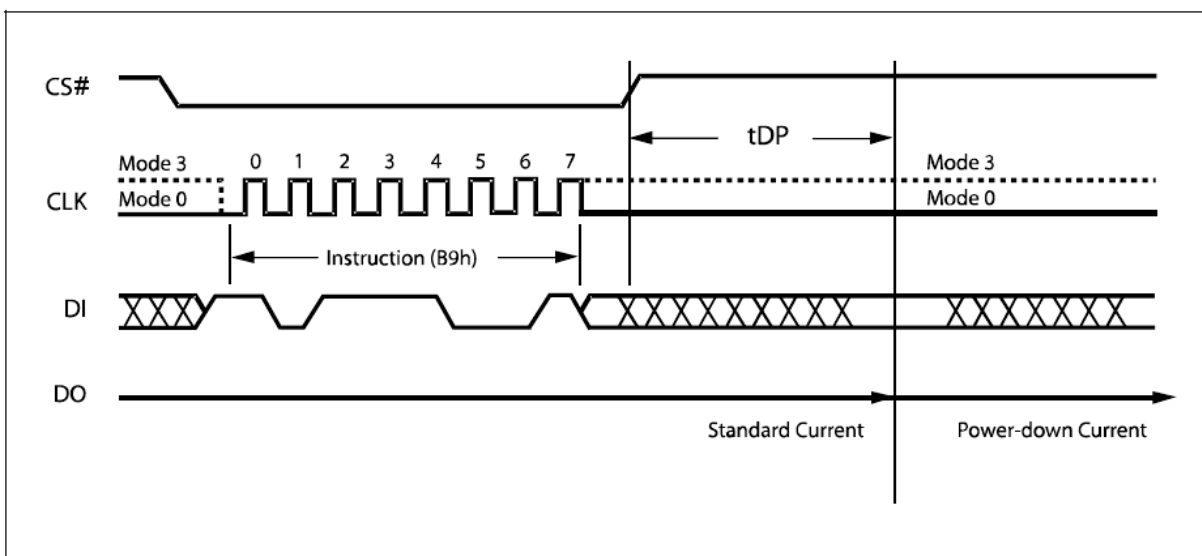 CS#
tDP
Mode 3
0 1 2 3 4 5 6 7
Mode 3
CLK
Mode 0
Mode 0
Instruction (B9h)
DI
DO
Standard Current
Power-down Current